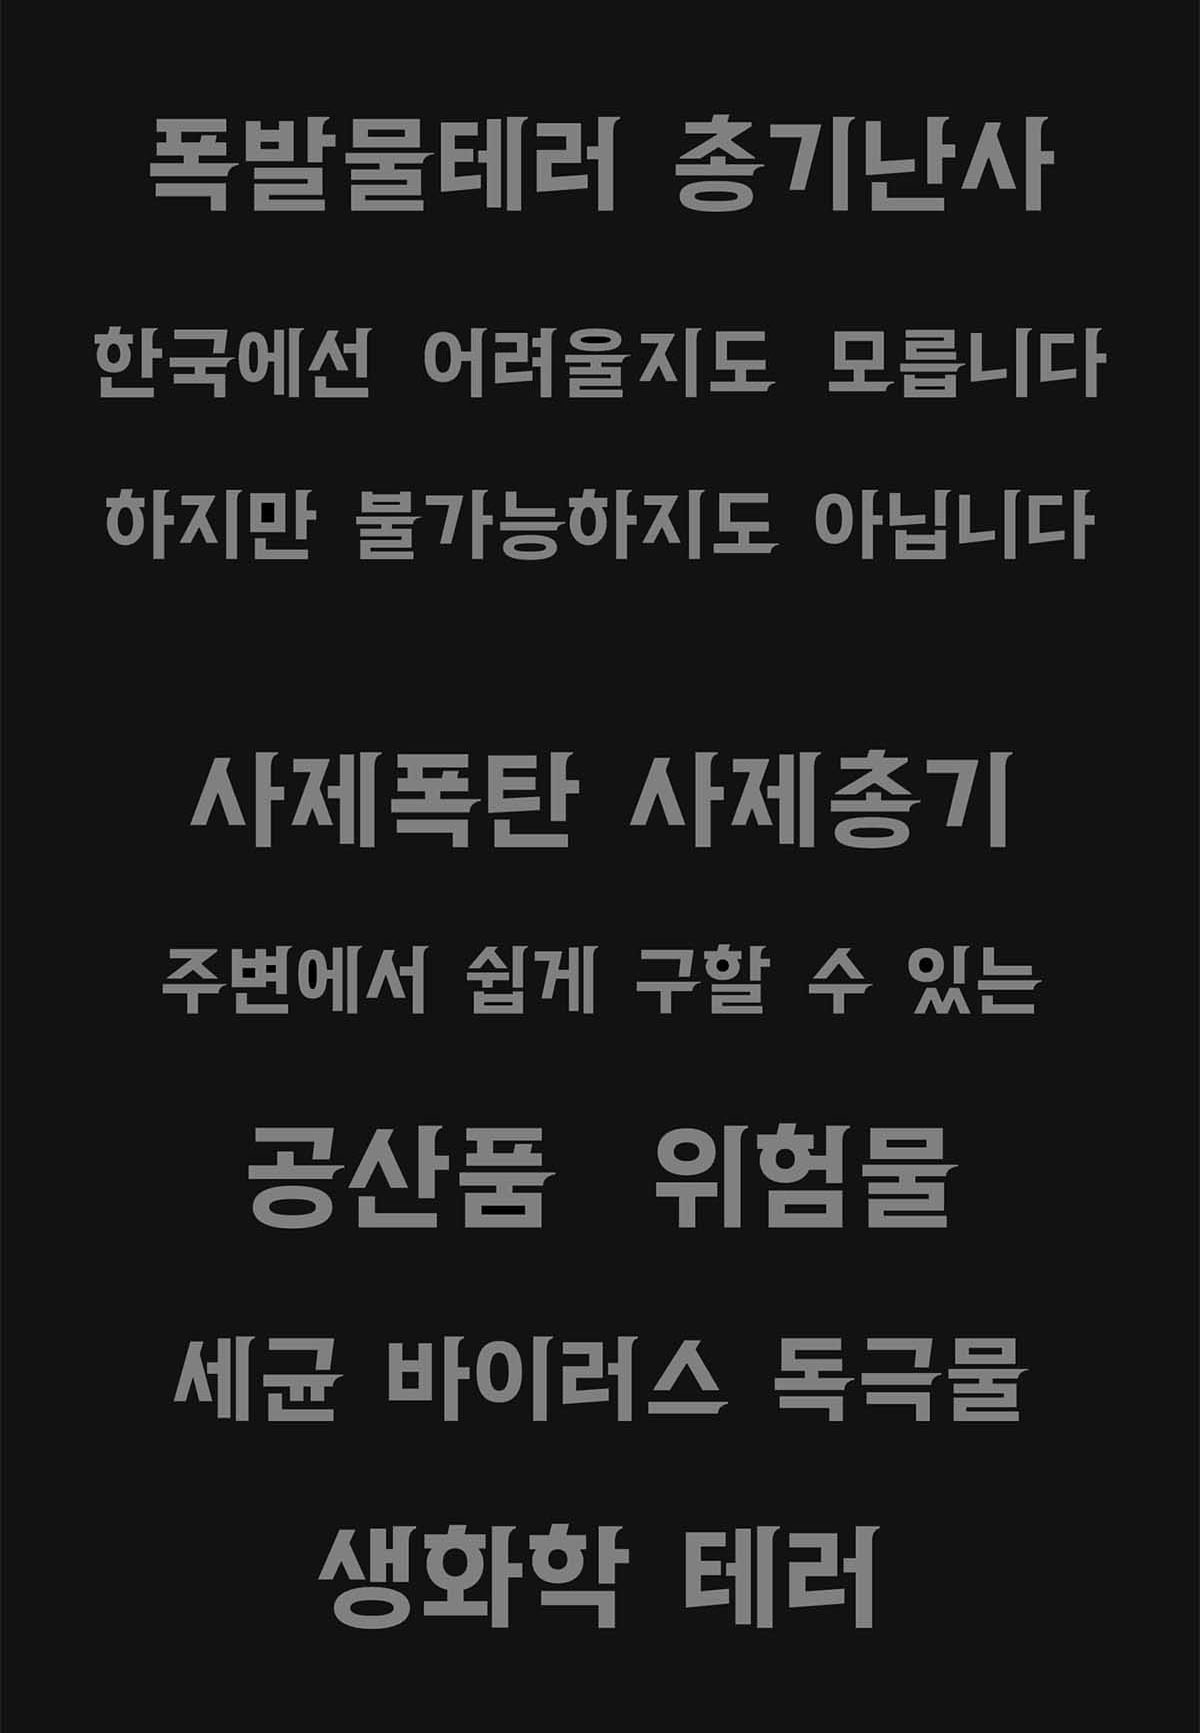 폭발물테러 총기난사
한국에선 어려울지도 모릅니다
하지만 불가능하지도 아닙니다
사제폭탄 사제총기
주변에서 쉽게 구할 수 있는
공산품 위험물
세균 바이러스 독극물
생화학 테러